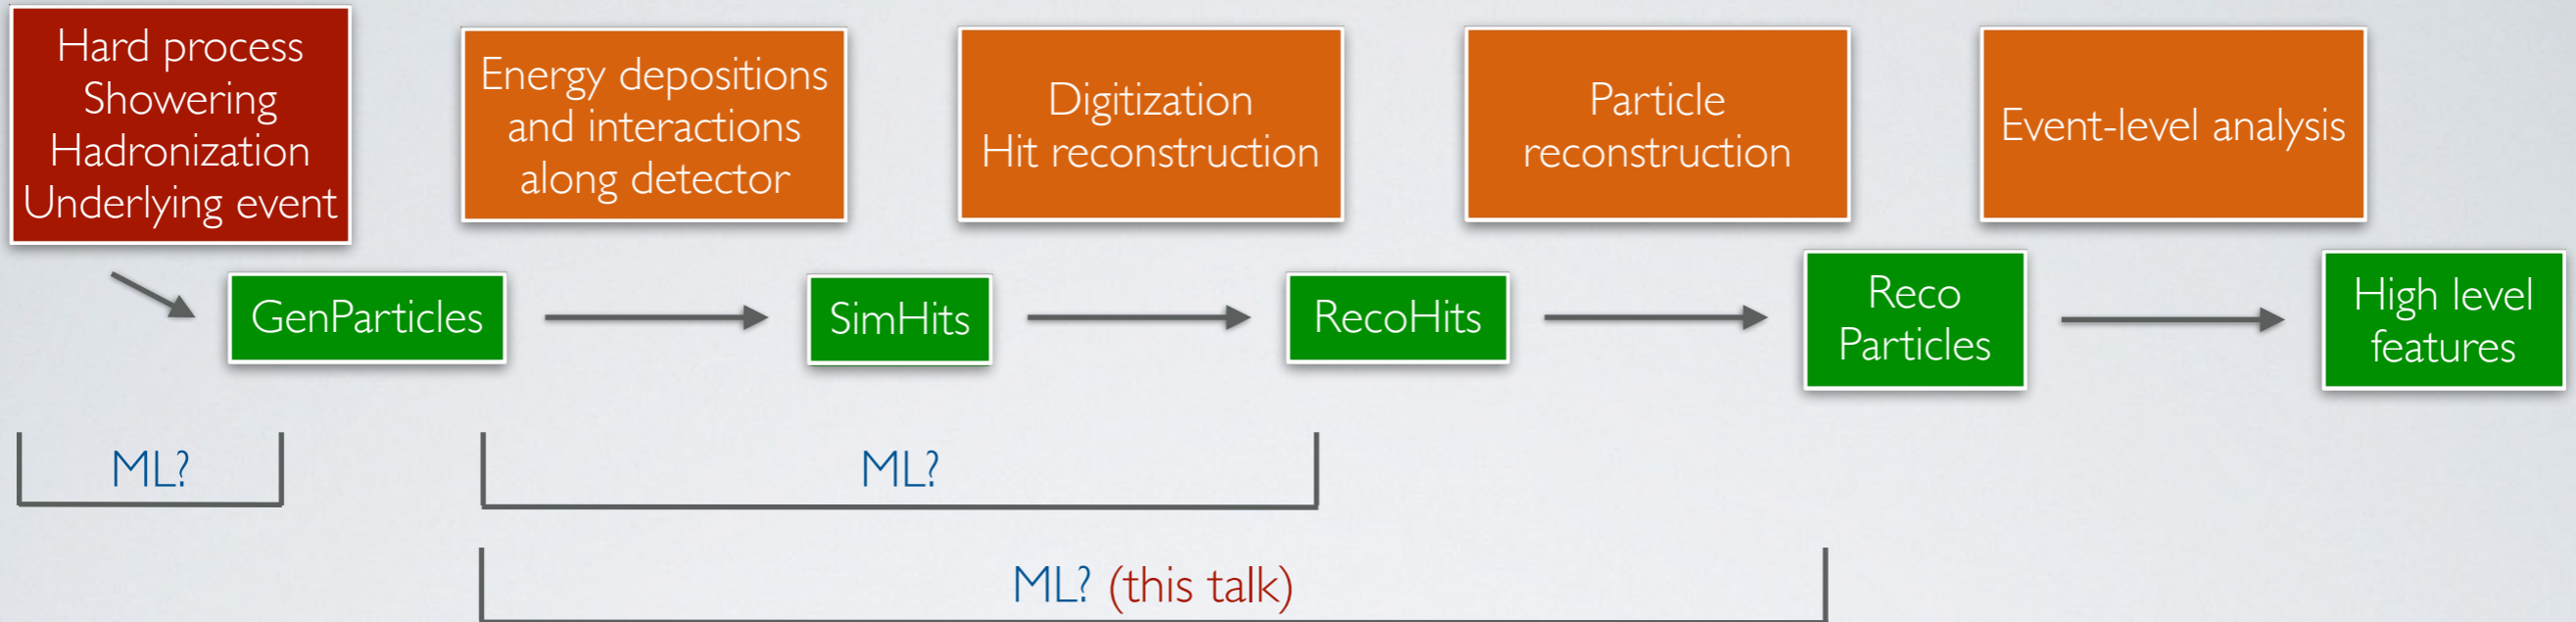 Hard process
Showering
Hadronization
Underlying event
Energy depositions
and interactions
along detector
Digitization
Hit reconstruction
Particle
reconstruction
Event-level analysis
GenParticles
SimHits
RecoHits
Reco
Particles
High level
features
ML?
ML?
ML? (this talk)